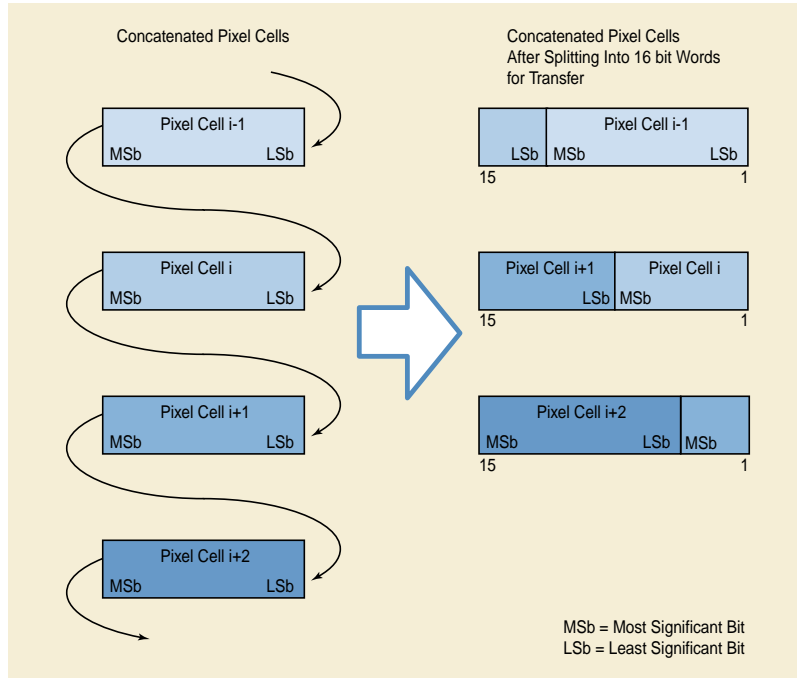 Concatenated Pixel Cells
Pixel Cell i-1
MSb LSb
Pixel Cell i
MSb LSb
Pixel Cell i+1
MSb LSb
Pixel Cell i+2
MSb LSb
Concatenated Pixel Cells
After Splitting Into 16 bit Words
for Transfer
Pixel Cell i-1
LSb MSb LSb
15 1
Pixel Cell i+1 Pixel Cell i
LSb MSb
15 1
Pixel Cell i+2
MSb LSb MSb
15 1
MSb = Most Significant Bit
LSb = Least Significant Bit